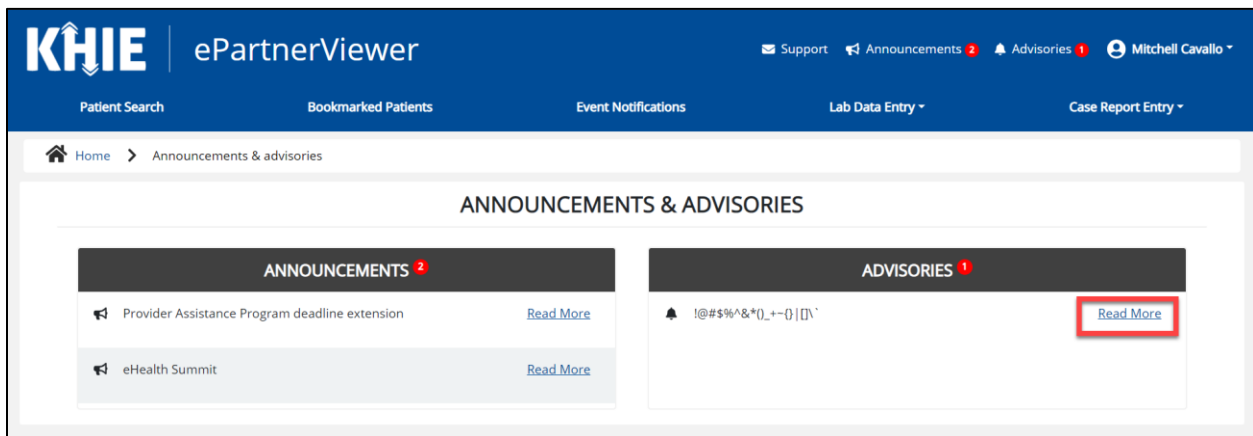 KHIE ePartnerViewer
Support Announcements 2 Advisories 1 Mitchell Cavallo
Patient Search Bookmarked Patients Event Notifications Lab Data Entry Case Report Entry
Home > Announcements & advisories
ANNOUNCEMENTS & ADVISORIES
ANNOUNCEMENTS 2
Provider Assistance Program deadline extension Read More
eHealth Summit Read More
ADVISORIES 1
!@#$%^&*()_+~{}|[]\` Read More